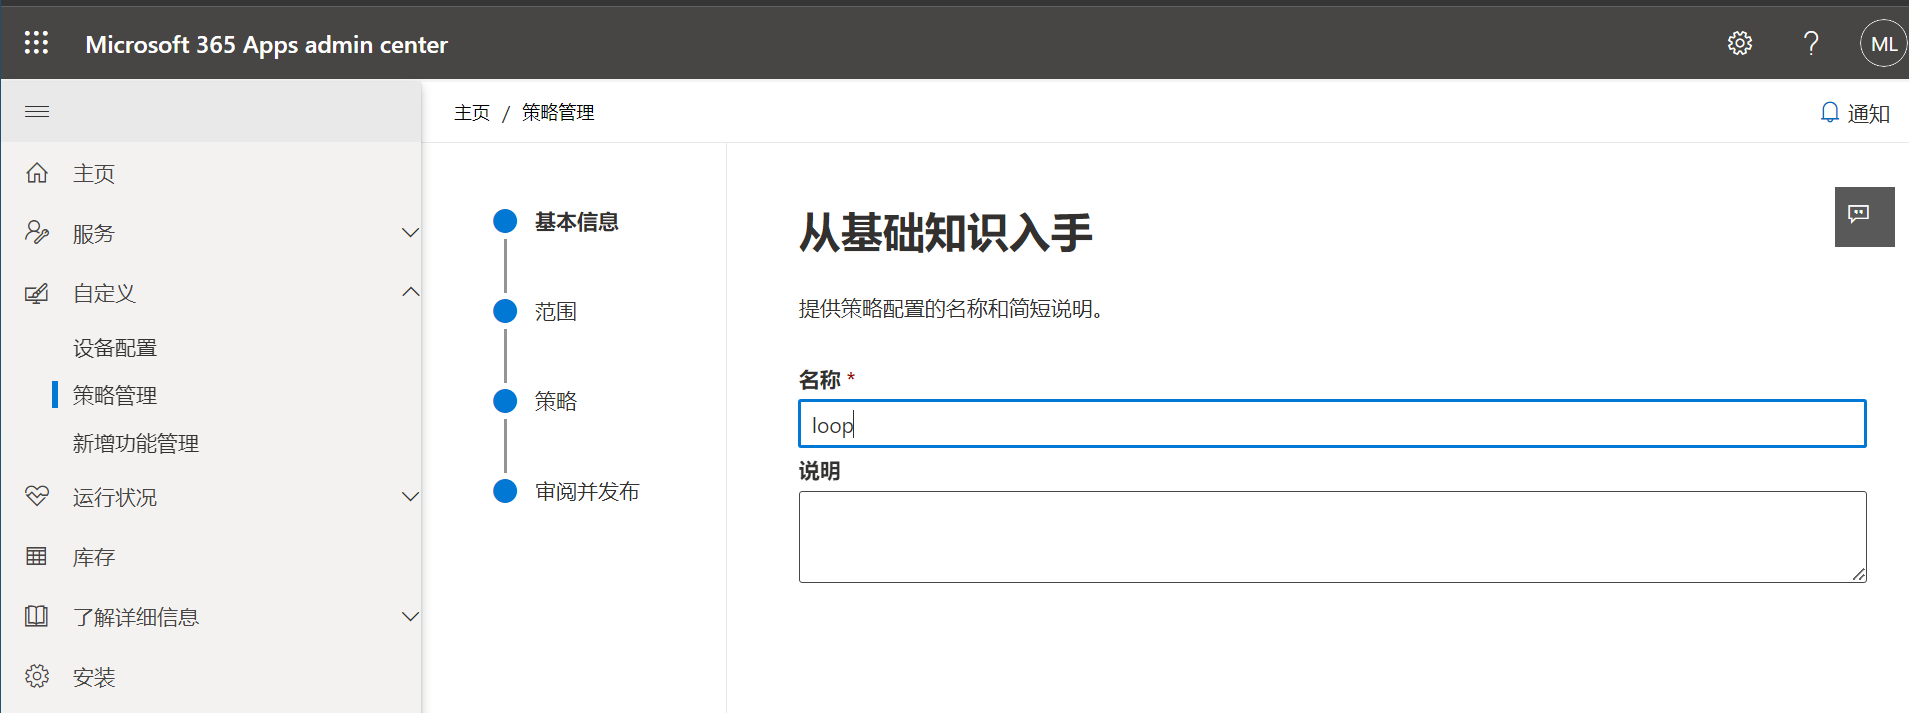 Microsoft 365 Apps admin center
ML
主页 / 策略管理
通知
主页
服务
自定义
设备配置
策略管理
新增功能管理
运行状况
库存
了解详细信息
安装
基本信息
范围
策略
审阅并发布
从基础知识入手
提供策略配置的名称和简短说明。
名称 *
loop
说明